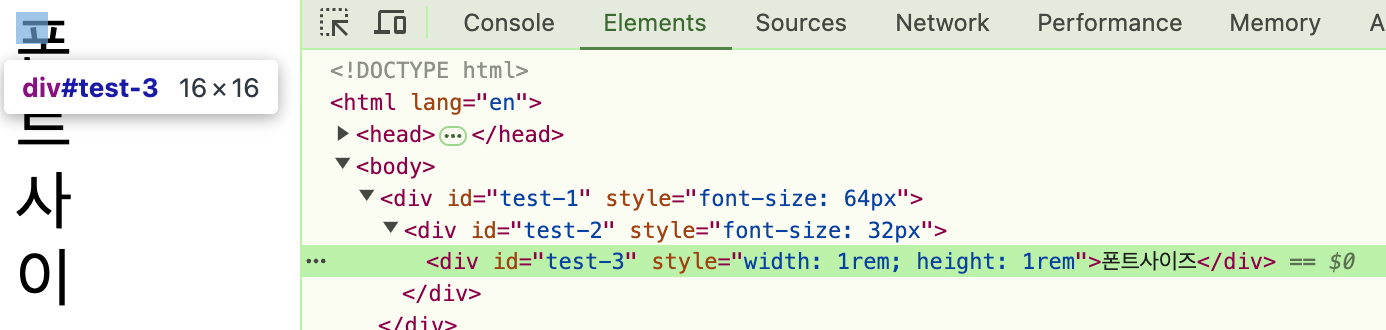 폰
트
사
이
div#test-3 16×16
Console Elements Sources Network Performance Memory A
<!DOCTYPE html>
<html lang="en">
<head> ••• </head>
<body>
<div id="test-1" style="font-size: 64px">
<div id="test-2" style="font-size: 32px">
••• <div id="test-3" style="width: 1rem; height: 1rem">폰트사이즈</div> == $0
</div>
</div>